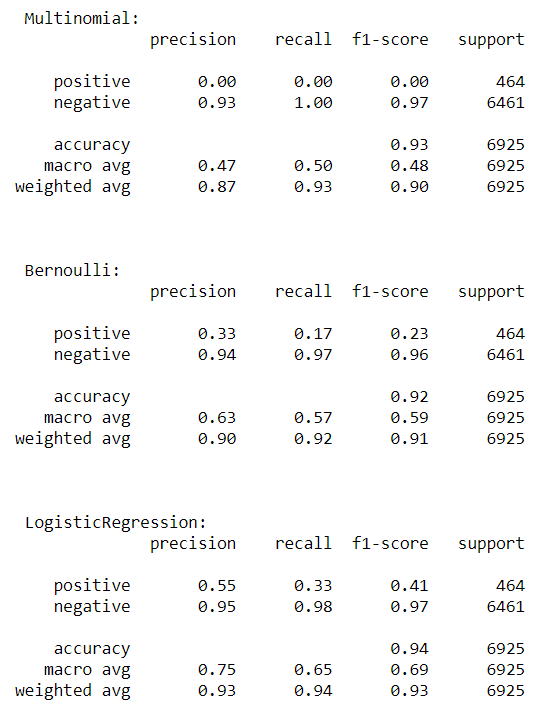 Multinomial:
precision recall f1-score support
positive 0.00 0.00 0.00 464
negative 0.93 1.00 0.97 6461
accuracy 0.93 6925
macro avg 0.47 0.50 0.48 6925
weighted avg 0.87 0.93 0.90 6925
Bernoulli:
precision recall f1-score support
positive 0.33 0.17 0.23 464
negative 0.94 0.97 0.96 6461
accuracy 0.92 6925
macro avg 0.63 0.57 0.59 6925
weighted avg 0.90 0.92 0.91 6925
LogisticRegression:
precision recall f1-score support
positive 0.55 0.33 0.41 464
negative 0.95 0.98 0.97 6461
accuracy 0.94 6925
macro avg 0.75 0.65 0.69 6925
weighted avg 0.93 0.94 0.93 6925